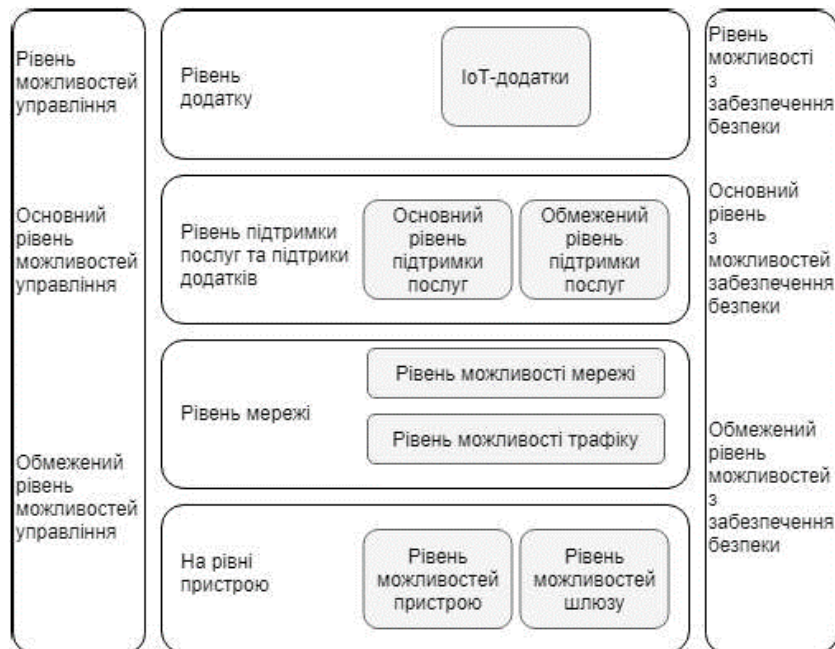 Рівень
можливостей
управління
Основний
рівень
можливостей
управління
Обмежений
рівень
можливостей
управління
Рівень
додатку
IoT-додатки
Рівень підтримки
послуг та підтрики
додатків
Основний
рівень
підтримки
послуг
Обмежений
рівень
підтримки
послуг
Рівень мережі
Рівень можливості мережі
Рівень можливості трафіку
На рівні
пристрою
Рівень
можливостей
пристрою
Рівень
можливостей
шлюзу
Рівень
можливості
з
забезпечення
безпеки
Основний
рівень
з
можливостей
забезпечення
безпеки
Обмежений
рівень
можливостей
з
забезпечення
безпеки